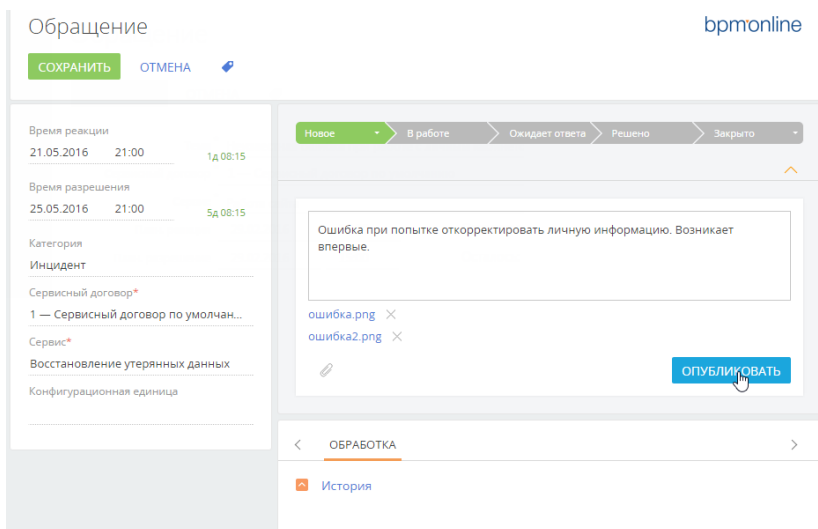 Обращение
bpm'online
СОХРАНИТЬ ОТМЕНА
Время реакции
21.05.2016 21:00 1д 08:15
Время разрешения
25.05.2016 21:00 5д 08:15
Категория
Инцидент
Сервисный договор*
1 — Сервисный договор по умолчан...
Сервис*
Восстановление утерянных данных
Конфигурационная единица
Новое В работе Ожидает ответа Решено Закрыто
Ошибка при попытке откорректировать личную информацию. Возникает
впервые.
ошибка.png
ошибка2.png
ОПУБЛИКОВАТЬ
ОБРАБОТКА
История